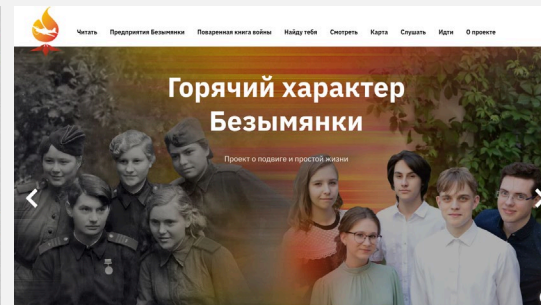 Читать Предприятия Безымянки Поваренная книга войны Найду тебя Смотреть Карта Слушать Идти О проекте
Горячий характер
Безымянки
Проект о подвиге и простой жизни